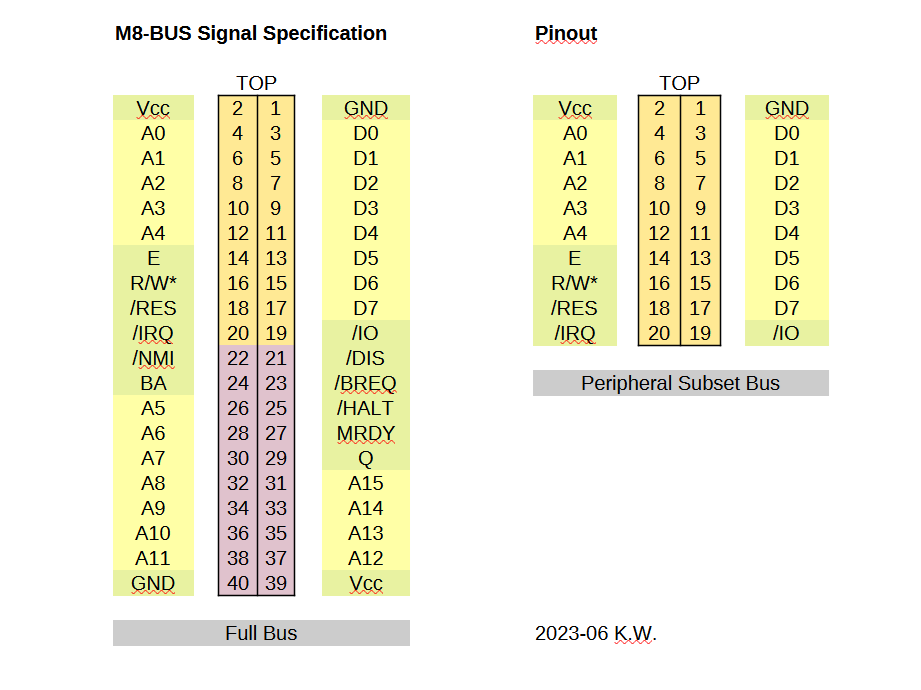 M8-BUS Signal Specification Pinout
TOP TOP
Vcc 2 1 GND Vcc 2 1 GND
A0 4 3 D0 A0 4 3 D0
A1 6 5 D1 A1 6 5 D1
A2 8 7 D2 A2 8 7 D2
A3 10 9 D3 A3 10 9 D3
A4 12 11 D4 A4 12 11 D4
E 14 13 D5 E 14 13 D5
R/W* 16 15 D6 R/W* 16 15 D6
/RES 18 17 D7 /RES 18 17 D7
/IRQ 20 19 /IO /IRQ 20 19 /IO
/NMI 22 21 /DIS
BA 24 23 /BREQ Peripheral Subset Bus
A5 26 25 /HALT
A6 28 27 MRDY
A7 30 29 Q
A8 32 31 A15
A9 34 33 A14
A10 36 35 A13
A11 38 37 A12
GND 40 39 Vcc
Full Bus 2023-06 K.W.